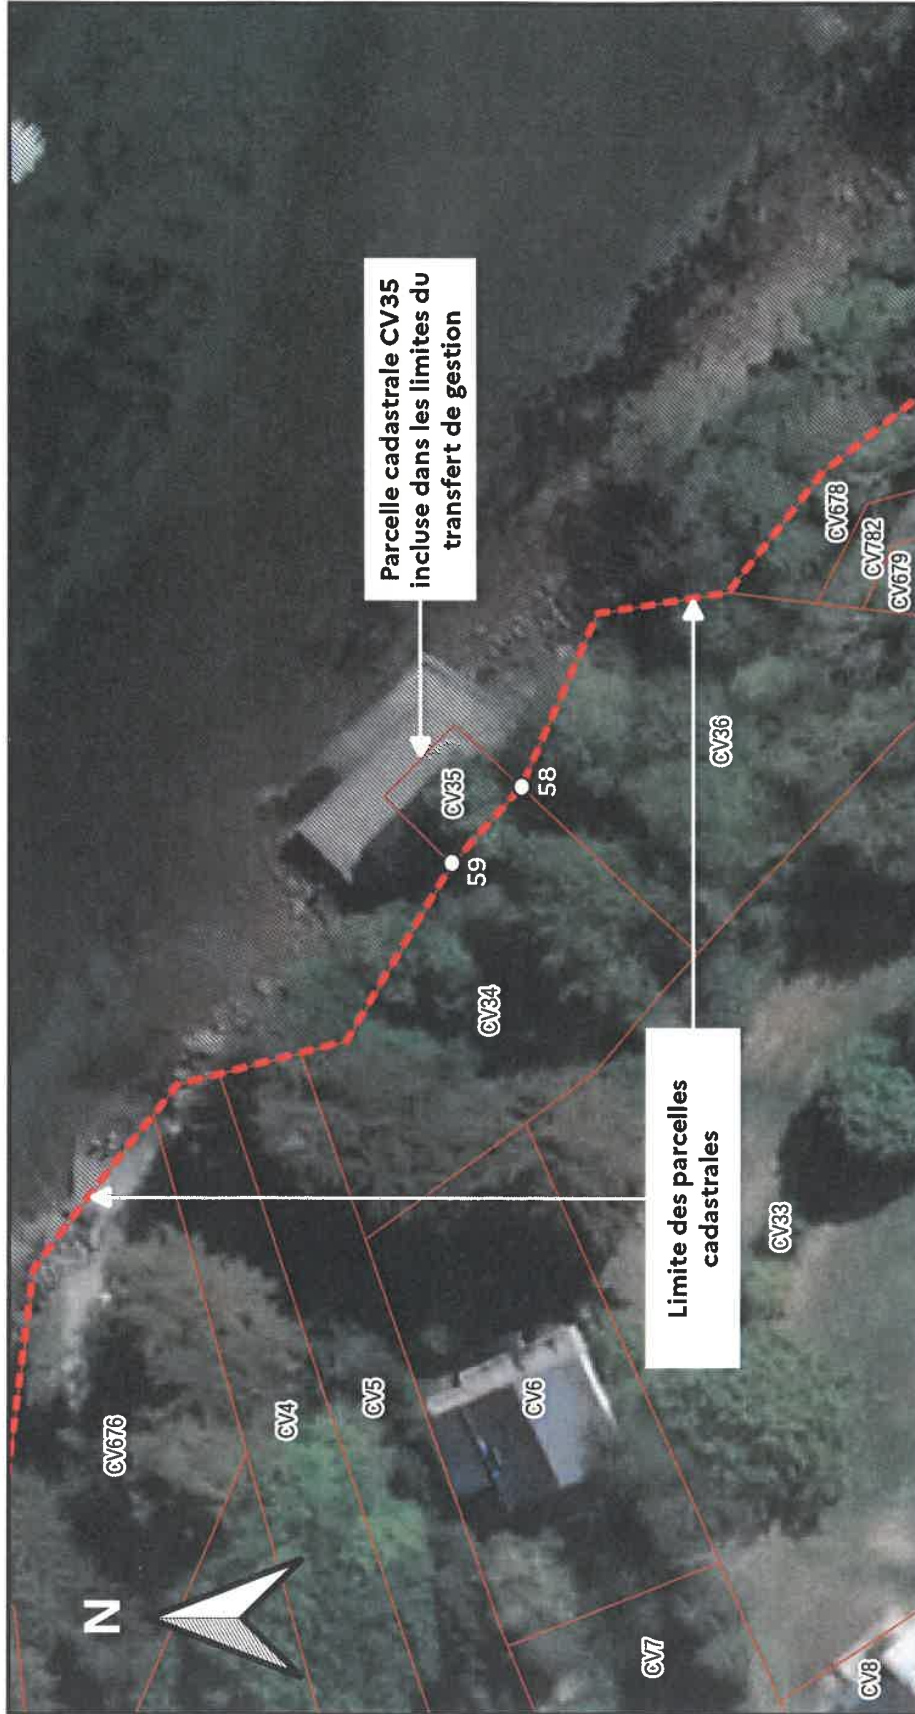 N
Parcelle cadastrale CV35
incluse dans les limites du
transfert de gestion
CV676
CV4
CV5
CV6
CV7
CV8
CV34
59
CV35
58
CV36
CV33
Limite des parcelles
cadastrales
CV678
CV782
CV679